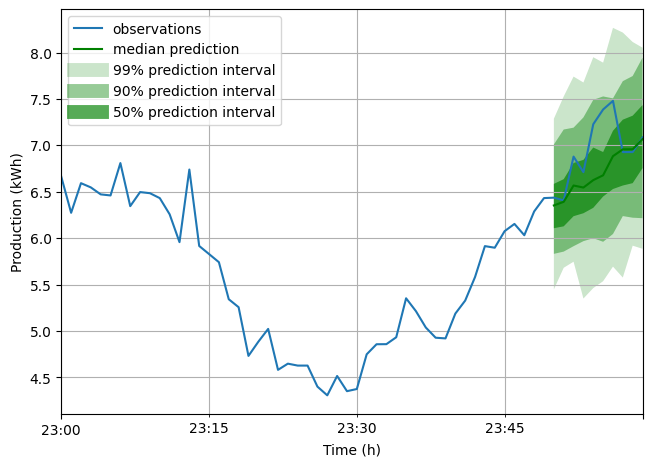 observations
median prediction
99% prediction interval
90% prediction interval
50% prediction interval
8.0
7.5
7.0
6.5
6.0
5.5
5.0
4.5
Production (kWh)
23:00
23:15
23:30
23:45
Time (h)